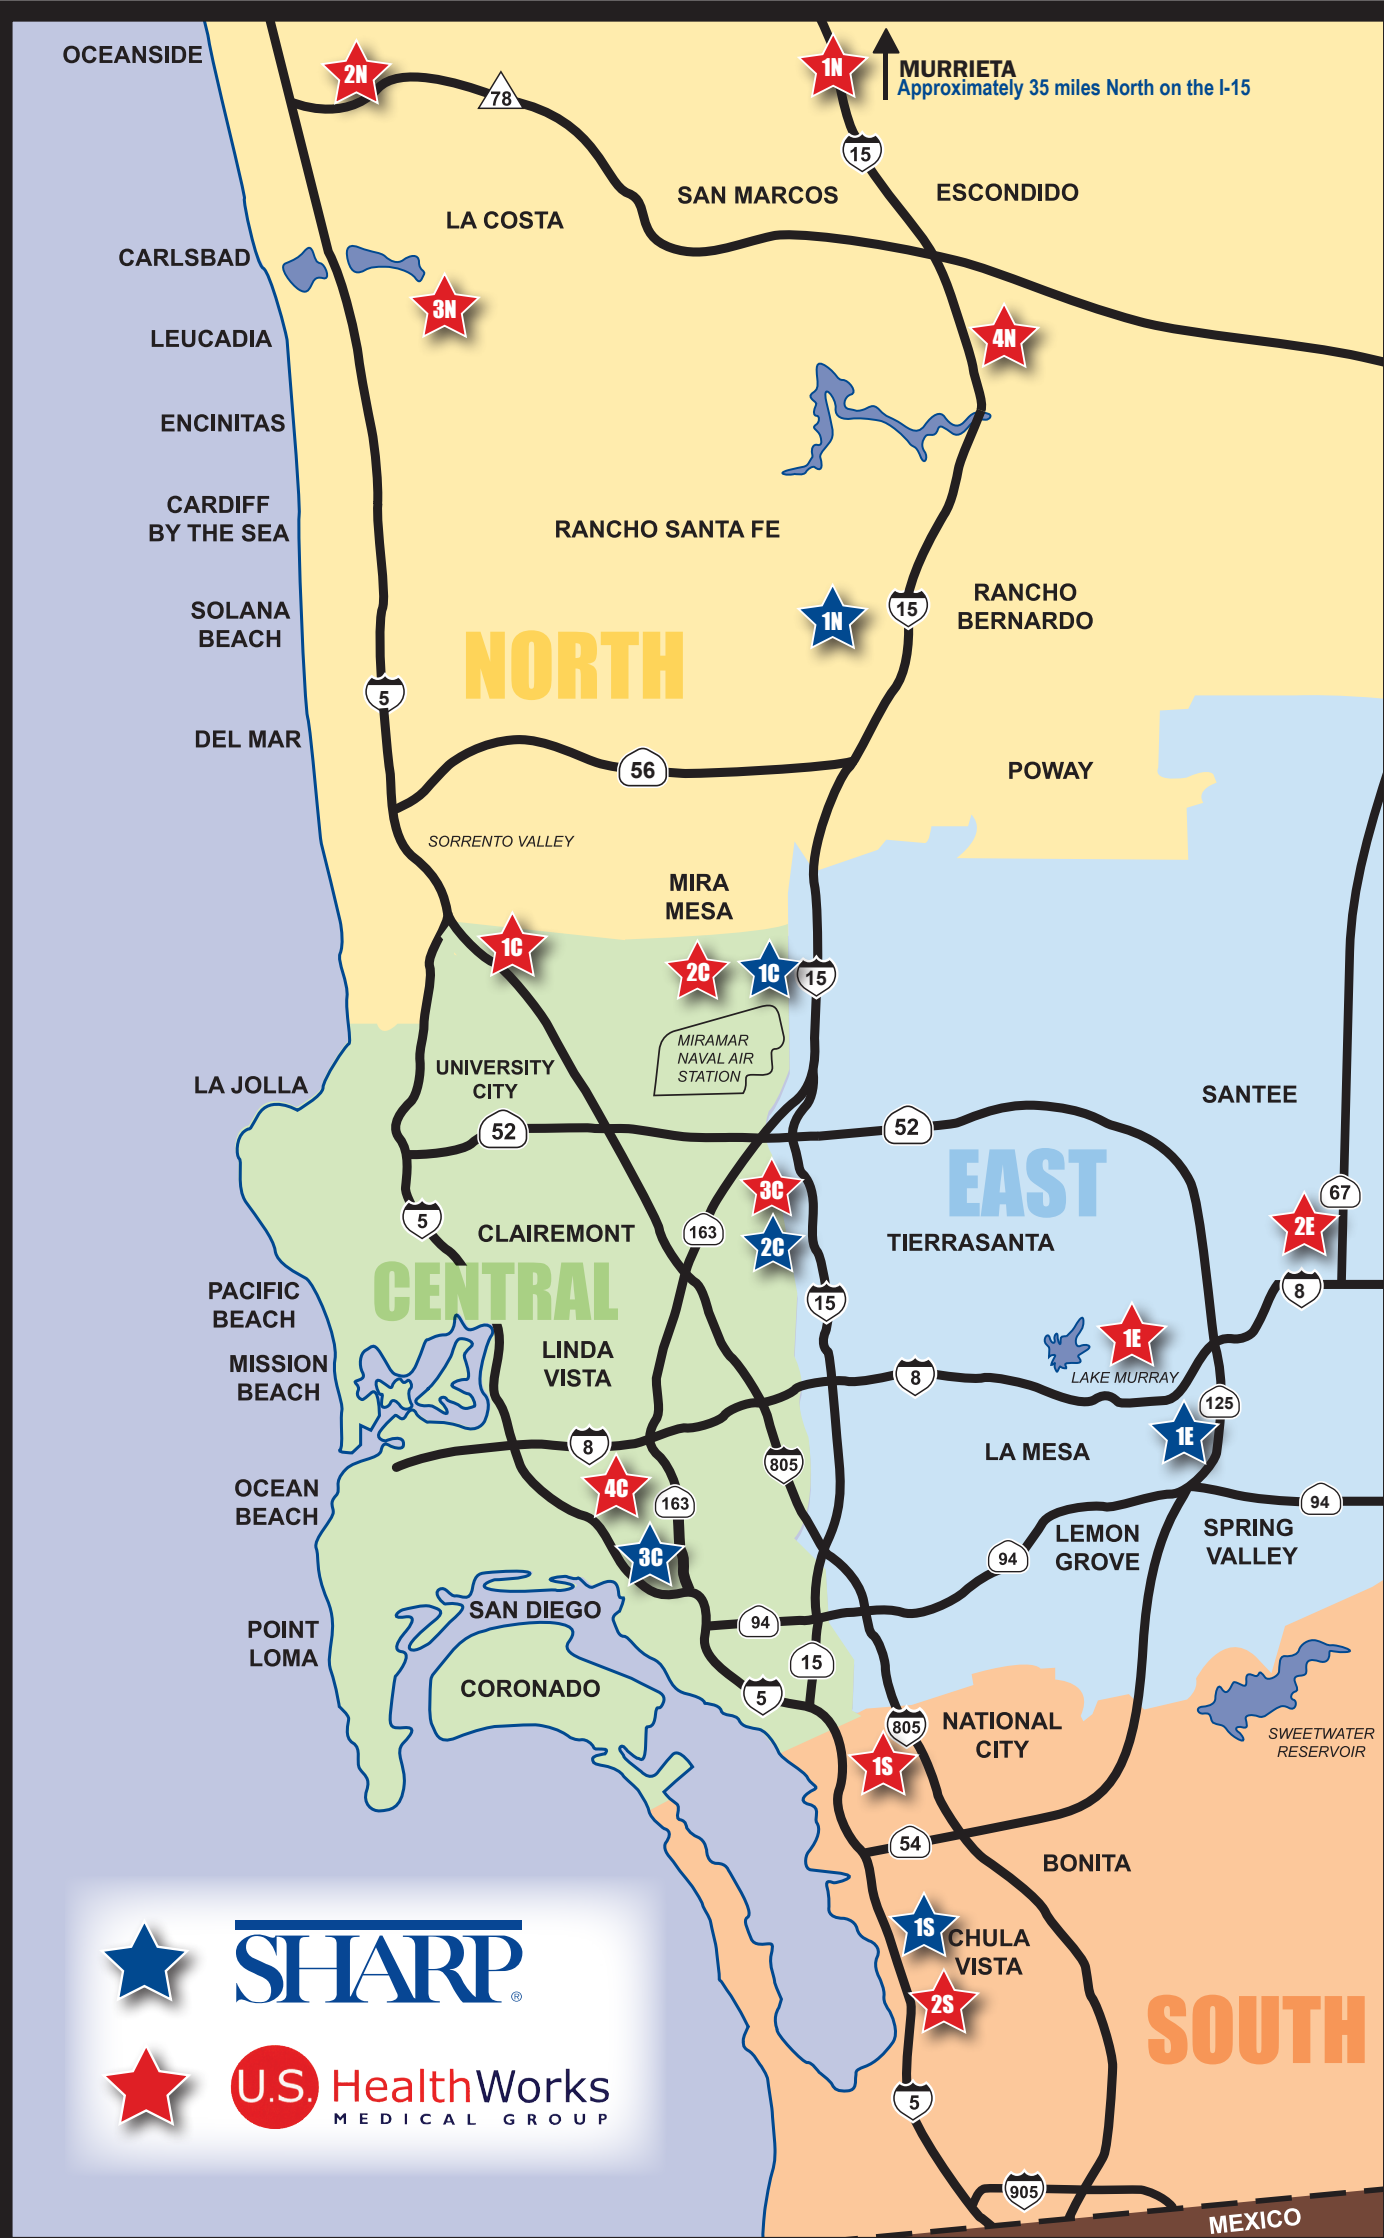 OCEANSIDE
2N
78
1N
MURRIETA
Approximately 35 miles North on the I-15
15
SAN MARCOS
ESCONDIDO
LA COSTA
CARLSBAD
3N
4N
LEUCADIA
ENCINITAS
CARDIFF
BY THE SEA
RANCHO SANTA FE
SOLANA
BEACH
1N
15
RANCHO
BERNARDO
NORTH
5
DEL MAR
56
POWAY
SORRENTO VALLEY
MIRA
MESA
1C
2C
1C
15
MIRAMAR
NAVAL AIR
STATION
UNIVERSITY
CITY
LA JOLLA
SANTEE
52
52
EAST
3C
67
5
CLAIREMONT
163
2C
TIERRASANTA
2E
CENTRAL
PACIFIC
BEACH
15
8
LINDA
VISTA
1E
MISSION
BEACH
8
LAKE MURRAY
125
8
1E
LA MESA
805
4C
163
OCEAN
BEACH
94
LEMON
GROVE
SPRING
VALLEY
3C
94
SAN DIEGO
94
POINT
LOMA
15
CORONADO
5
805
NATIONAL
CITY
SWEETWATER
RESERVOIR
1S
54
BONITA
1S
CHULA
VISTA
SHARP®
2S
SOUTH
U.S. HealthWorks
MEDICAL GROUP
5
905
MEXICO